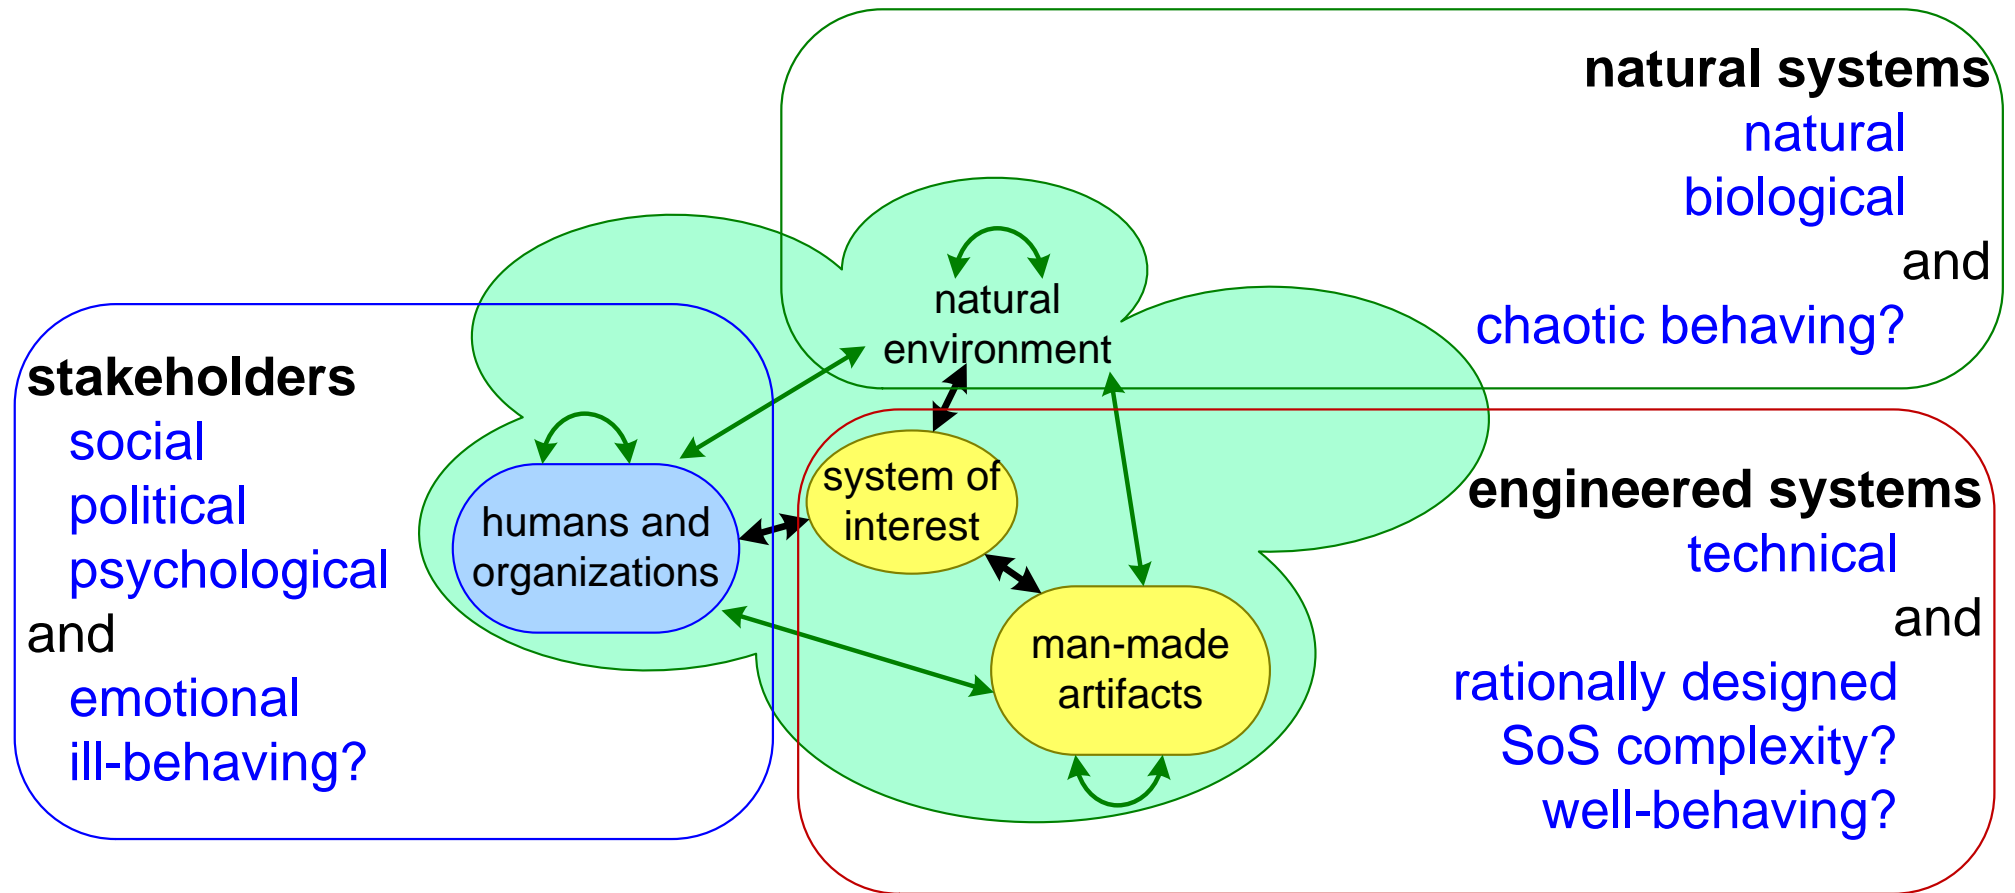 natural systems
natural
biological
and
chaotic behaving?
natural
environment
stakeholders
social
political
psychological
and
emotional
ill-behaving?
humans and
organizations
system of
interest
man-made
artifacts
engineered systems
technical
and
rationally designed
SoS complexity?
well-behaving?